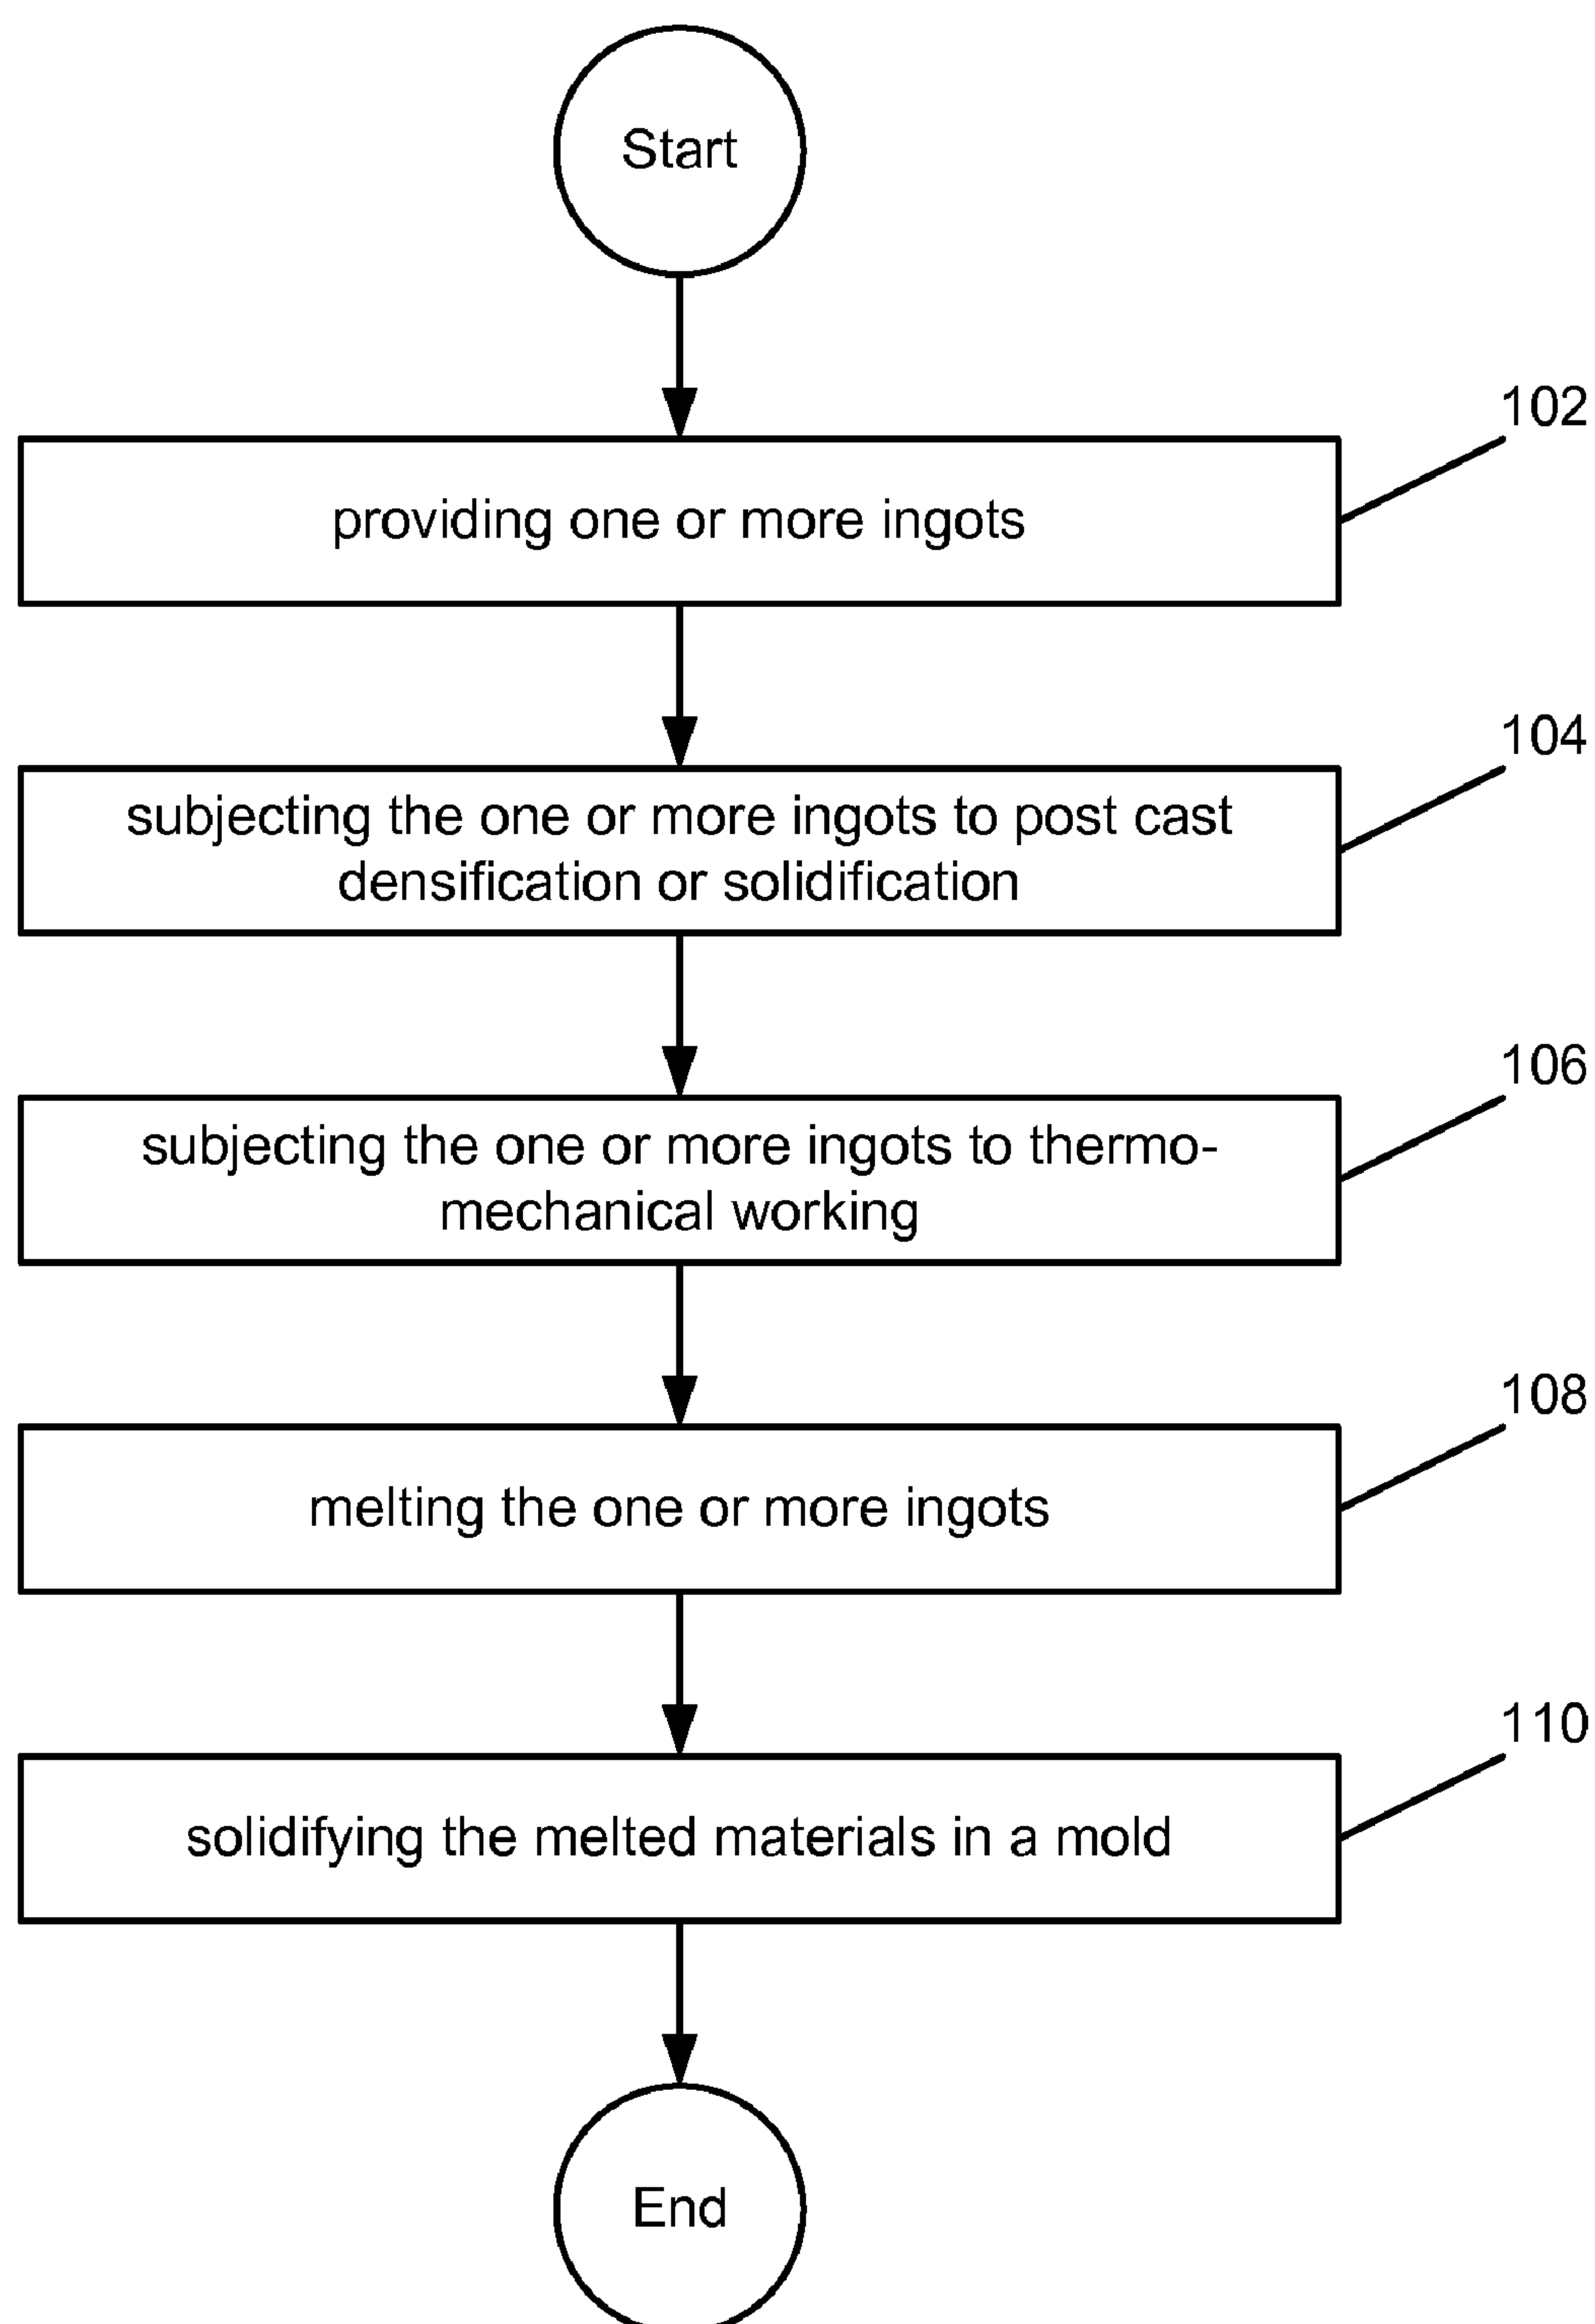 Start
102
providing one or more ingots
104
subjecting the one or more ingots to post cast
densification or solidification
106
subjecting the one or more ingots to thermo-
mechanical working
108
melting the one or more ingots
110
solidifying the melted materials in a mold
End